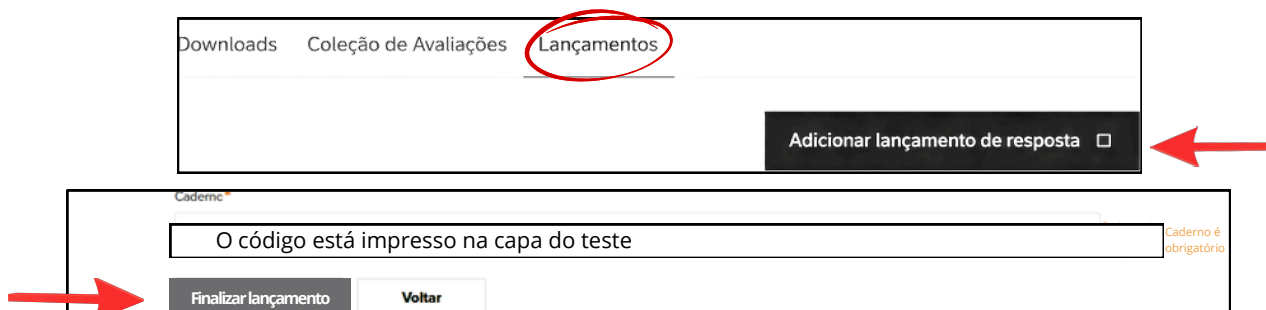 Downloads Coleção de Avaliações Lançamentos
Adicionar lançamento de resposta
Caderno*
O código está impresso na capa do teste
Caderno é
obrigatório
Finalizar lançamento Voltar